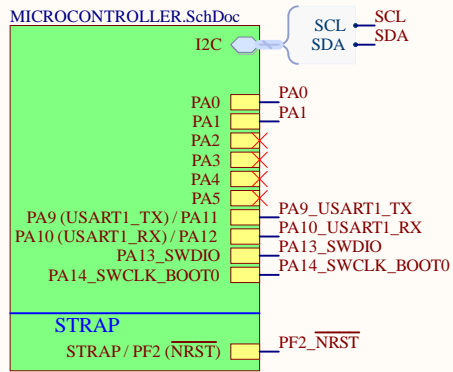 MICROCONTROLLER.SchDoc
I2C SCL SCL
SDA SDA
PA0 PA0
PA1 PA1
PA2
PA3
PA4
PA5
PA9 (USART1_TX) / PA11 PA9_USART1_TX
PA10 (USART1_RX) / PA12 PA10_USART1_RX
PA13_SWDIO PA13_SWDIO
PA14_SWCLK_BOOT0 PA14_SWCLK_BOOT0
STRAP
STRAP / PF2 (NRST) PF2_NRST